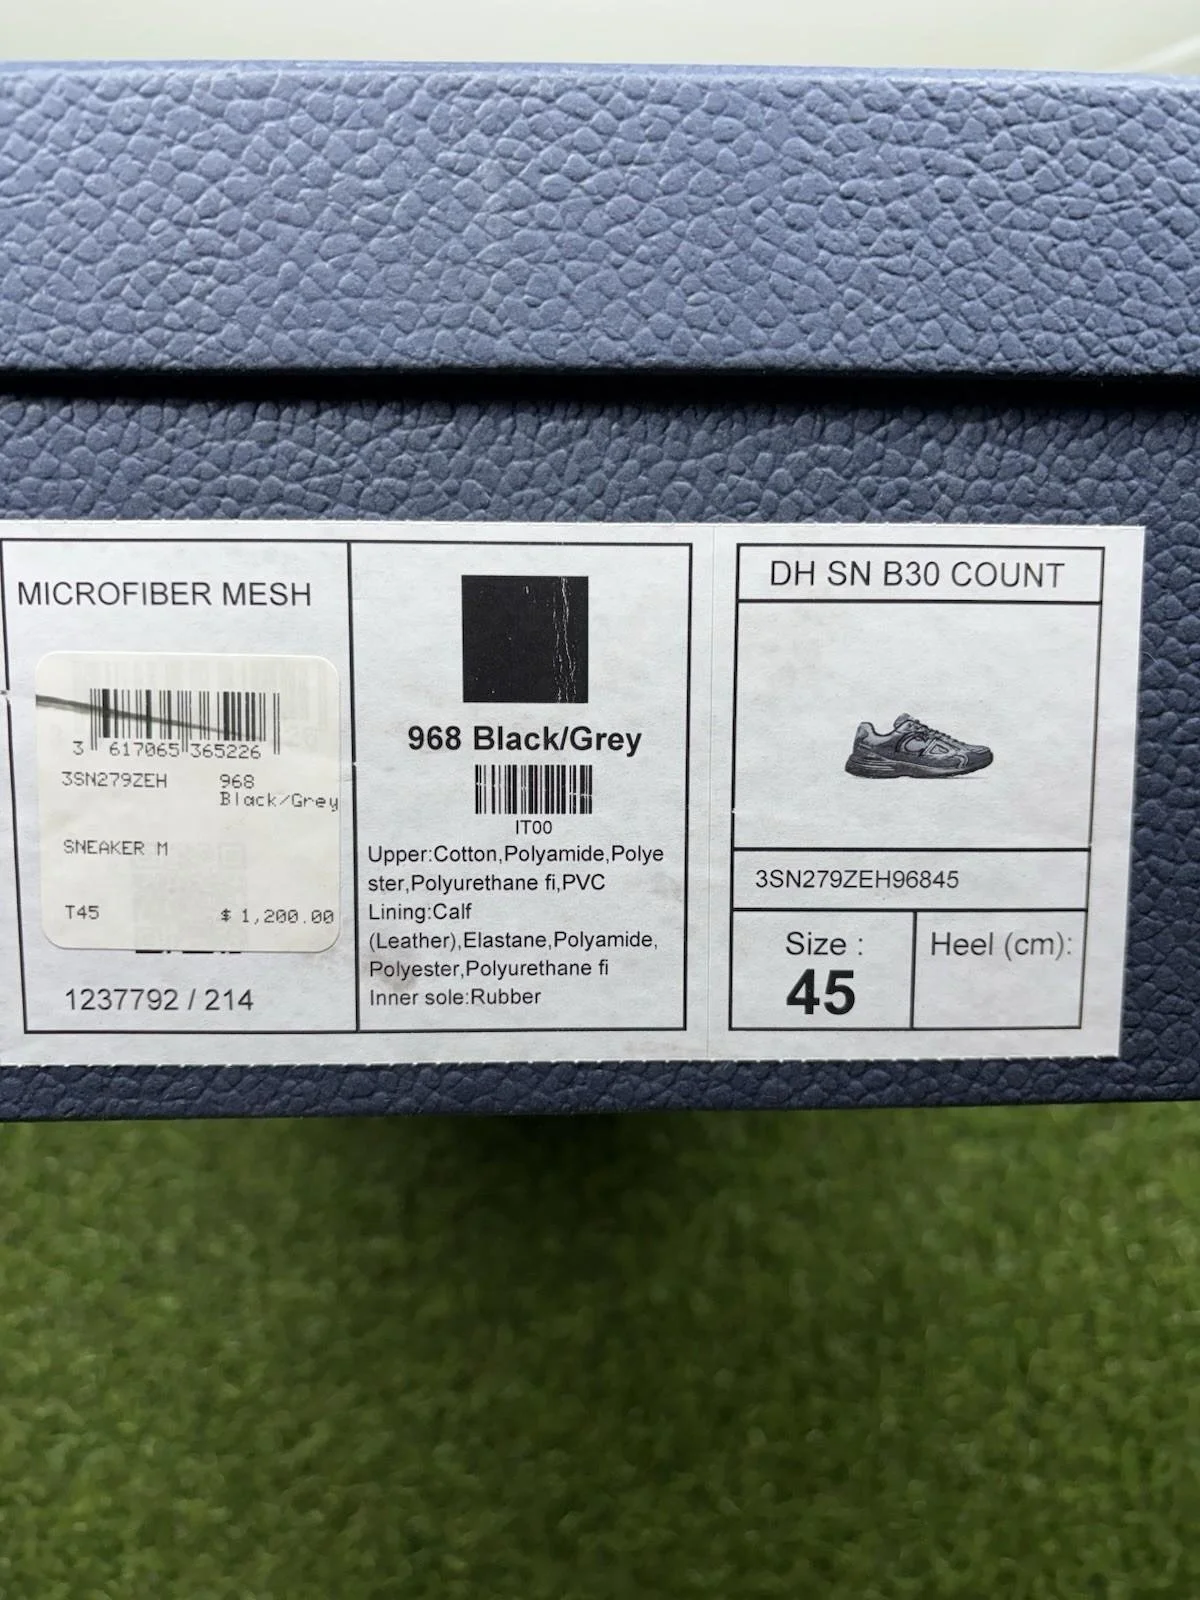 MICROFIBER MESH
3 617065 365226
3SN279ZEH 968
Black/Grey
SNEAKER M
T45 $ 1,200.00
1237792 / 214
968 Black/Grey
IT00
Upper:Cotton,Polyamide,Polye
ster,Polyurethane fi,PVC
Lining:Calf
(Leather),Elastane,Polyamide,
Polyester,Polyurethane fi
Inner sole:Rubber
DH SN B30 COUNT
3SN279ZEH96845
Size :
45
Heel (cm):